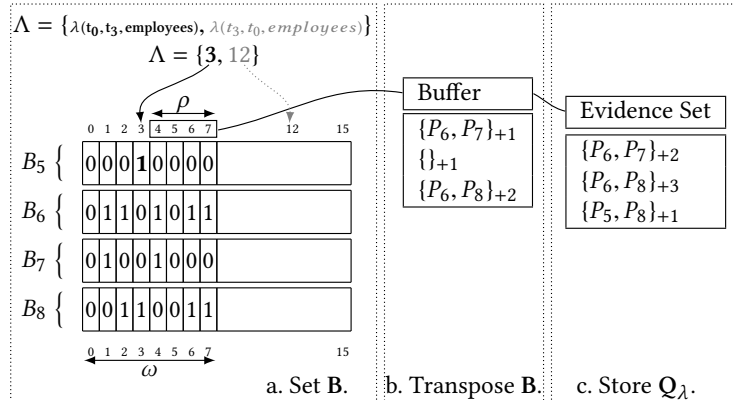 Λ = {λ(t₀,t₃,employees), λ(t₃,t₀,employees)}
Λ = {3, 12}
ρ
0 1 2 3 4 5 6 7 12 15
B₅ { 0 0 0 1 0 0 0 0
B₆ { 0 1 1 0 1 0 1 1
B₇ { 0 1 0 0 1 0 0 0
B₈ { 0 0 1 1 0 0 1 1
0 1 2 3 4 5 6 7 15
ω
a. Set B.
Buffer
{P₆, P₇}₊₁
{}₊₁
{P₆, P₈}₊₂
b. Transpose B.
Evidence Set
{P₆, P₇}₊₂
{P₆, P₈}₊₃
{P₅, P₈}₊₁
c. Store Q_λ.